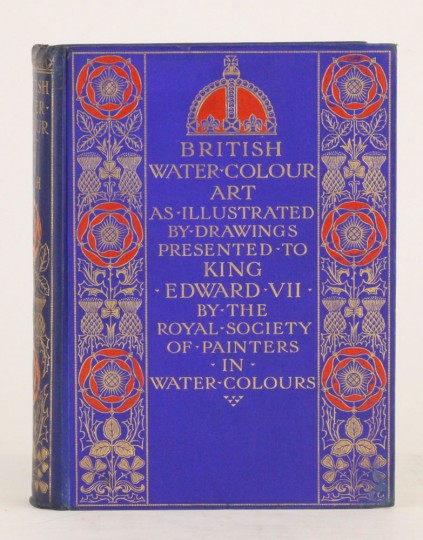 BRITISH
WATER·COLOUR
ART
AS·ILLUSTRATED
BY·DRAWINGS
PRESENTED·TO
KING
·EDWARD·VII·
BY·THE
ROYAL·SOCIETY
OF·PAINTERS
·IN·
WATER·COLOURS